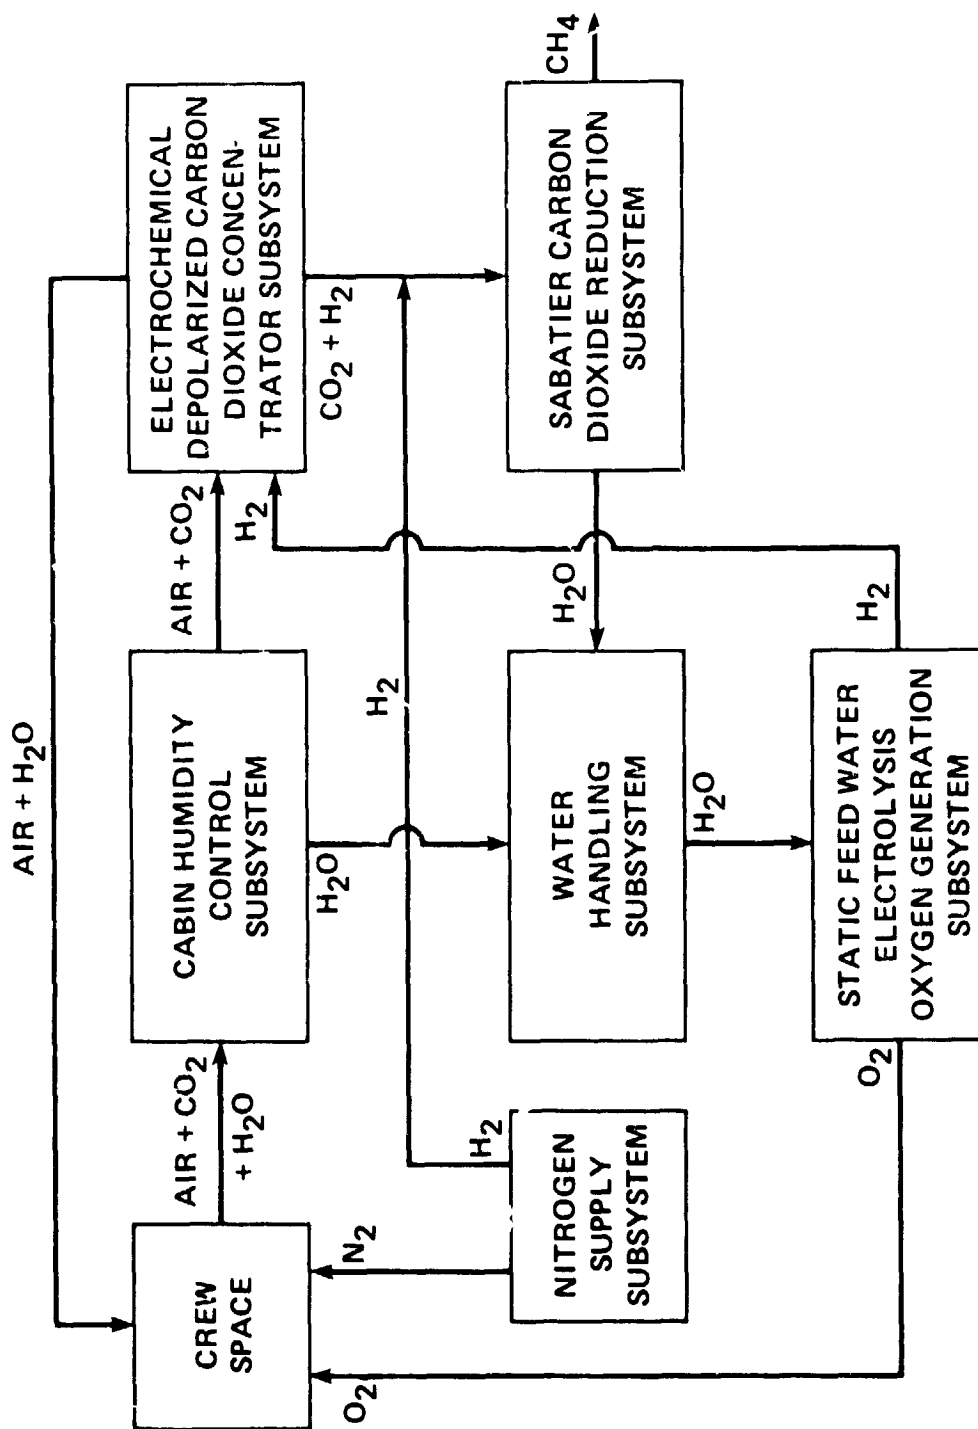 AIR + H₂O
CREW
SPACE
AIR + CO₂
+ H₂O
CABIN HUMIDITY
CONTROL
SUBSYSTEM
AIR + CO₂
H₂
ELECTROCHEMICAL
DEPOLARIZED CARBON
DIOXIDE CONCEN-
TRATOR SUBSYSTEM
O₂
N₂
H₂
H₂O
H₂
CO₂ + H₂
NITROGEN
SUPPLY
SUBSYSTEM
WATER
HANDLING
SUBSYSTEM
H₂O
SABATIER CARBON
DIOXIDE REDUCTION
SUBSYSTEM
CH₄
H₂O
O₂
STATIC FEED WATER
ELECTROLYSIS
OXYGEN GENERATION
SUBSYSTEM
H₂